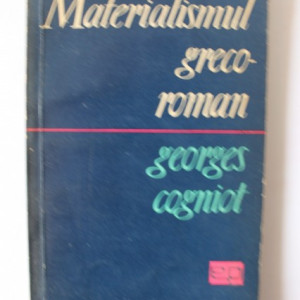 Materialismul
greco-
roman
georges
cogniot